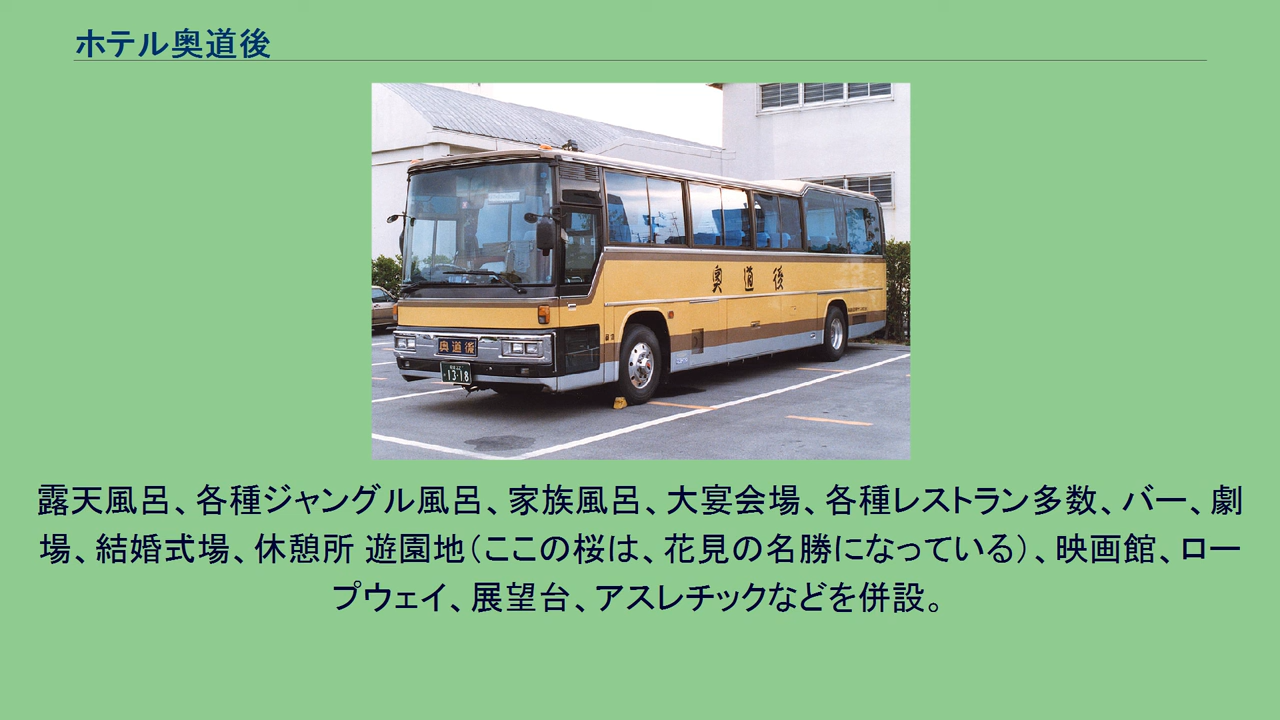 ホテル奥道後
奥道後
奥道後
13-18
露天風呂、各種ジャングル風呂、家族風呂、大宴会場、各種レストラン多数、バー、劇
場、結婚式場、休憩所 遊園地（ここの桜は、花見の名勝になっている）、映画館、ロー
プウェイ、展望台、アスレチックなどを併設。